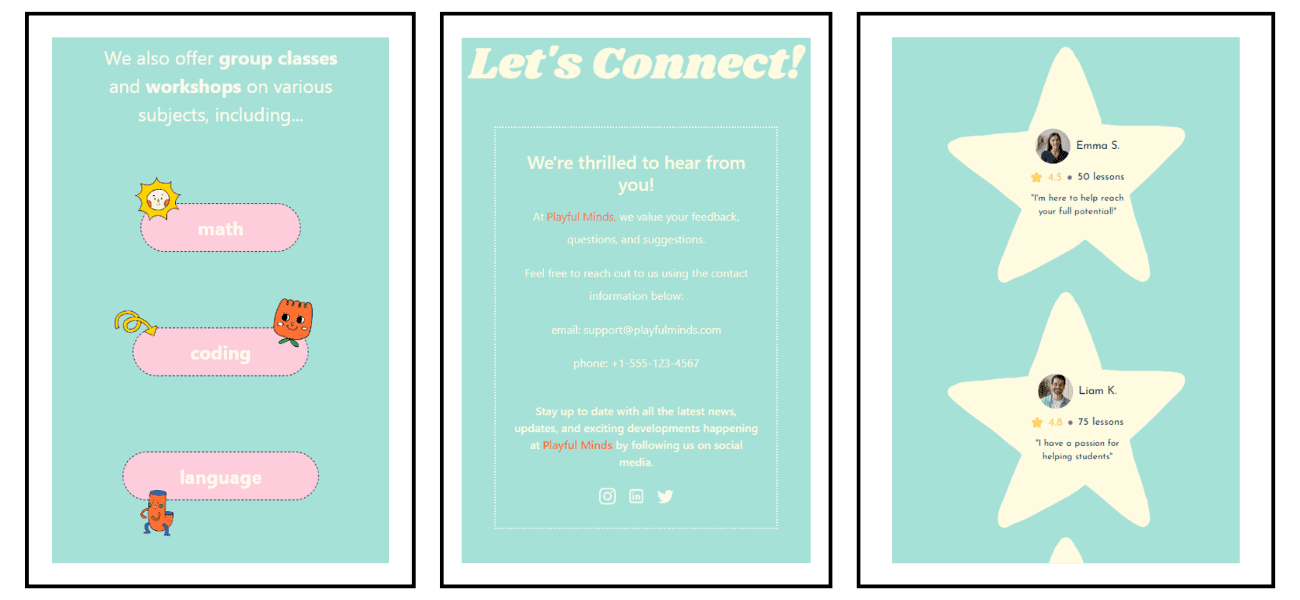 We also offer group classes
and workshops on various
subjects, including...
math
coding
language
Let's Connect!
We're thrilled to hear from
you!
At Playful Minds, we value your feedback,
questions, and suggestions.
Feel free to reach out to us using the contact
information below:
email: support@playfulminds.com
phone: +1-555-123-4567
Stay up to date with all the latest news,
updates, and exciting developments happening
at Playful Minds by following us on social
media.
in
Emma S.
4.5 • 50 lessons
"I'm here to help reach
your full potential!"
Liam K.
4.8 • 75 lessons
"I have a passion for
helping students"